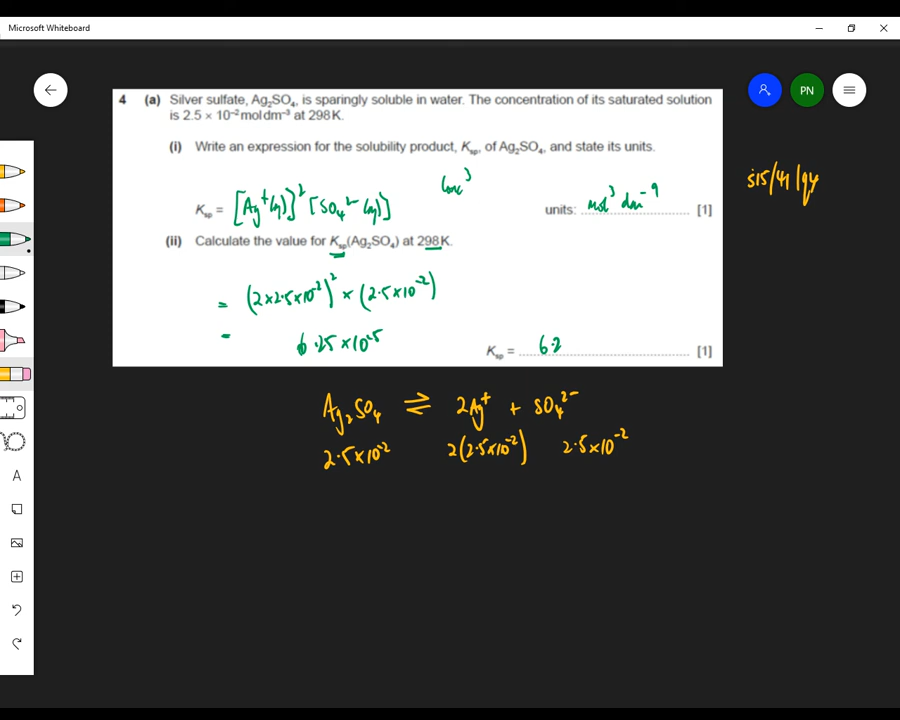 Microsoft Whiteboard
PN
4 (a) Silver sulfate, Ag₂SO₄, is sparingly soluble in water. The concentration of its saturated solution
is 2.5 × 10⁻² mol dm⁻³ at 298 K.
(i) Write an expression for the solubility product, Kₛₚ, of Ag₂SO₄, and state its units.
conc³
s15/41/q4
Kₛₚ = [Ag⁺(aq)]² [SO₄²⁻(aq)]
units: mol³ dm⁻⁹ [1]
(ii) Calculate the value for Kₛₚ(Ag₂SO₄) at 298 K.
= (2×2.5×10⁻²)² × (2.5×10⁻²)
= 6.25×10⁻⁵
Kₛₚ = 6.2 [1]
Ag₂SO₄ ⇌ 2Ag⁺ + SO₄²⁻
2.5×10⁻² 2(2.5×10⁻²) 2.5×10⁻²
A